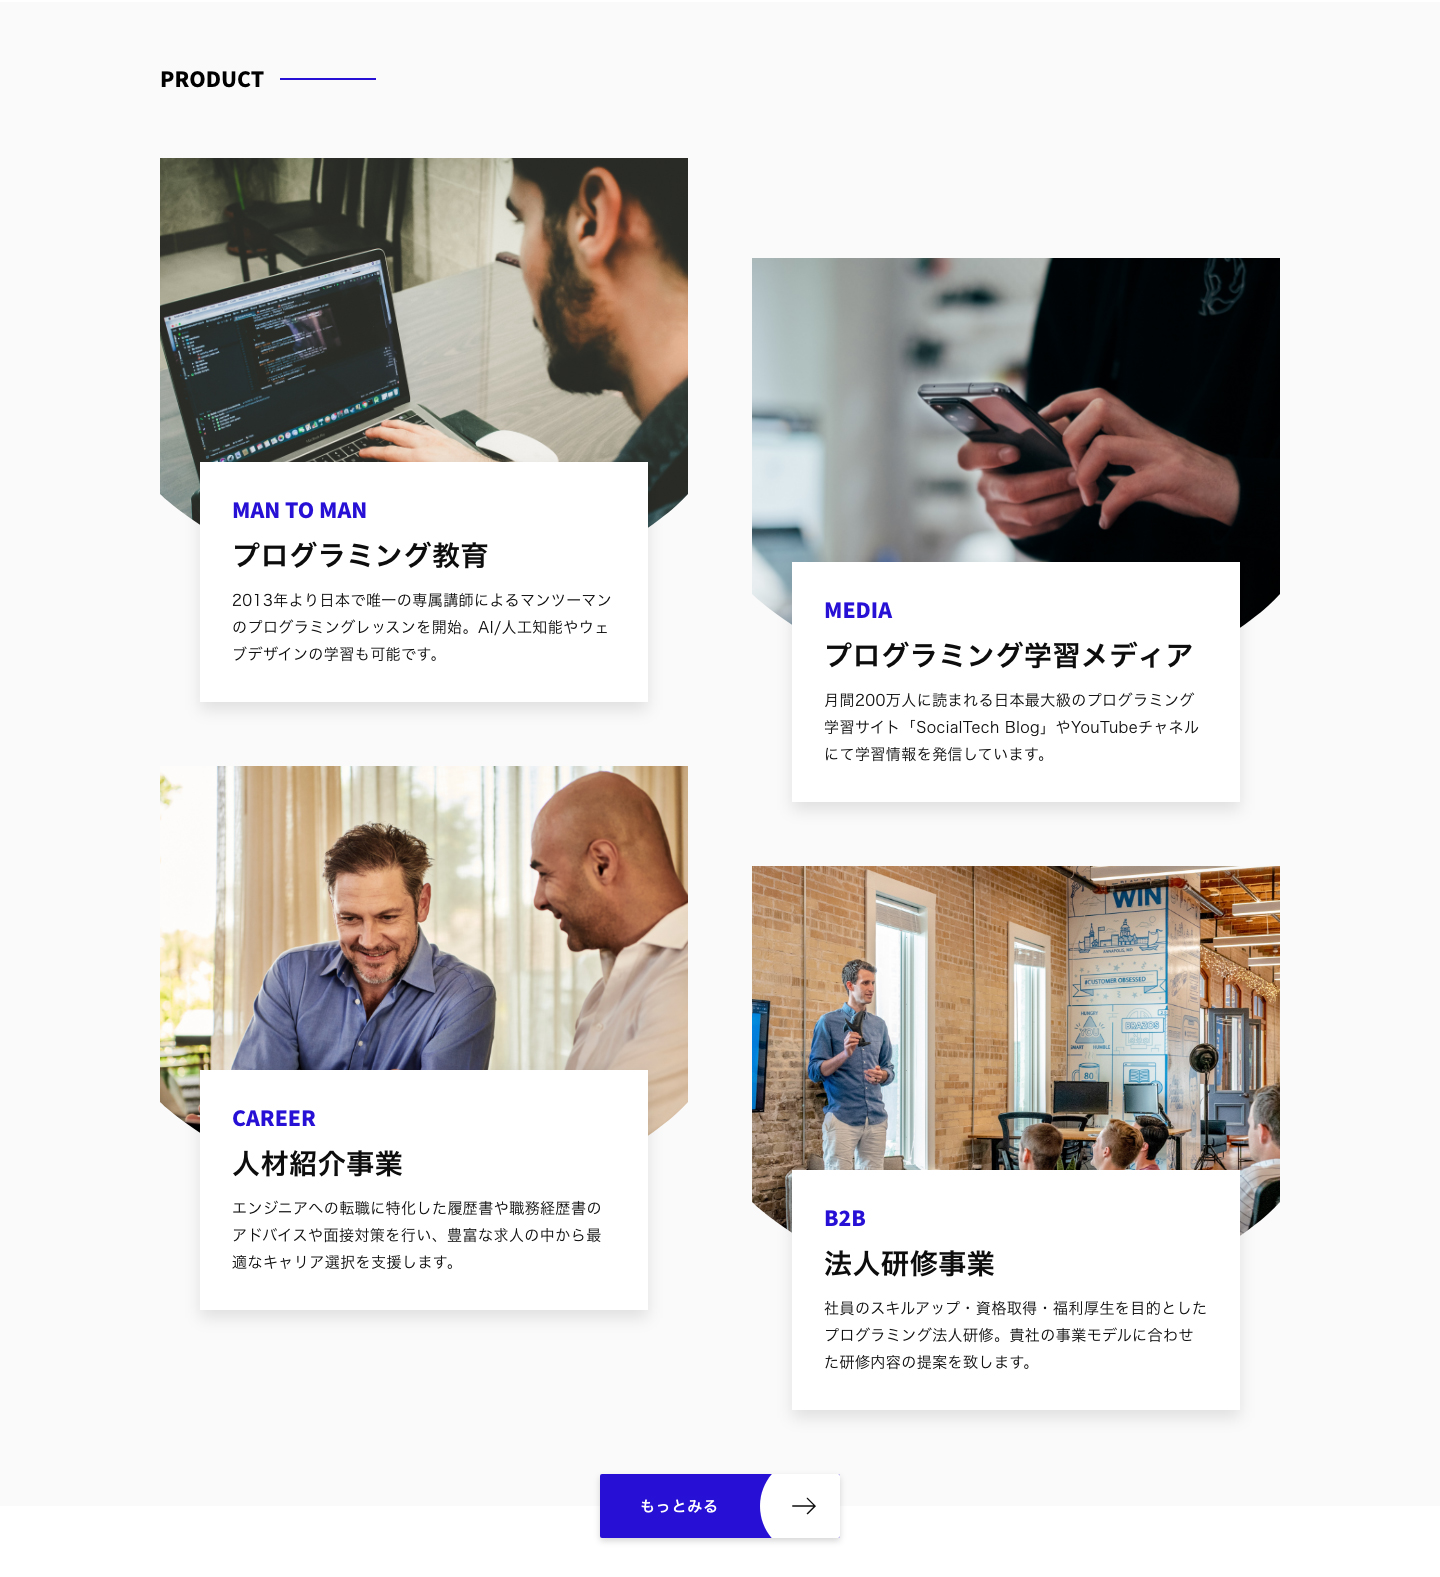 PRODUCT
MAN TO MAN
プログラミング教育
2013年より日本で唯一の専属講師によるマンツーマン
のプログラミングレッスンを開始。AI/人工知能やウェ
ブデザインの学習も可能です。
MEDIA
プログラミング学習メディア
月間200万人に読まれる日本最大級のプログラミング
学習サイト「SocialTech Blog」やYouTubeチャネル
にて学習情報を発信しています。
CAREER
人材紹介事業
エンジニアへの転職に特化した履歴書や職務経歴書の
アドバイスや面接対策を行い、豊富な求人の中から最
適なキャリア選択を支援します。
WIN
#CUSTOMER OBSESSED
HUNGRY
YOU
SMART HUMBLE
BRAZOS
80
B2B
法人研修事業
社員のスキルアップ・資格取得・福利厚生を目的とした
プログラミング法人研修。貴社の事業モデルに合わせ
た研修内容の提案を致します。
もっとみる